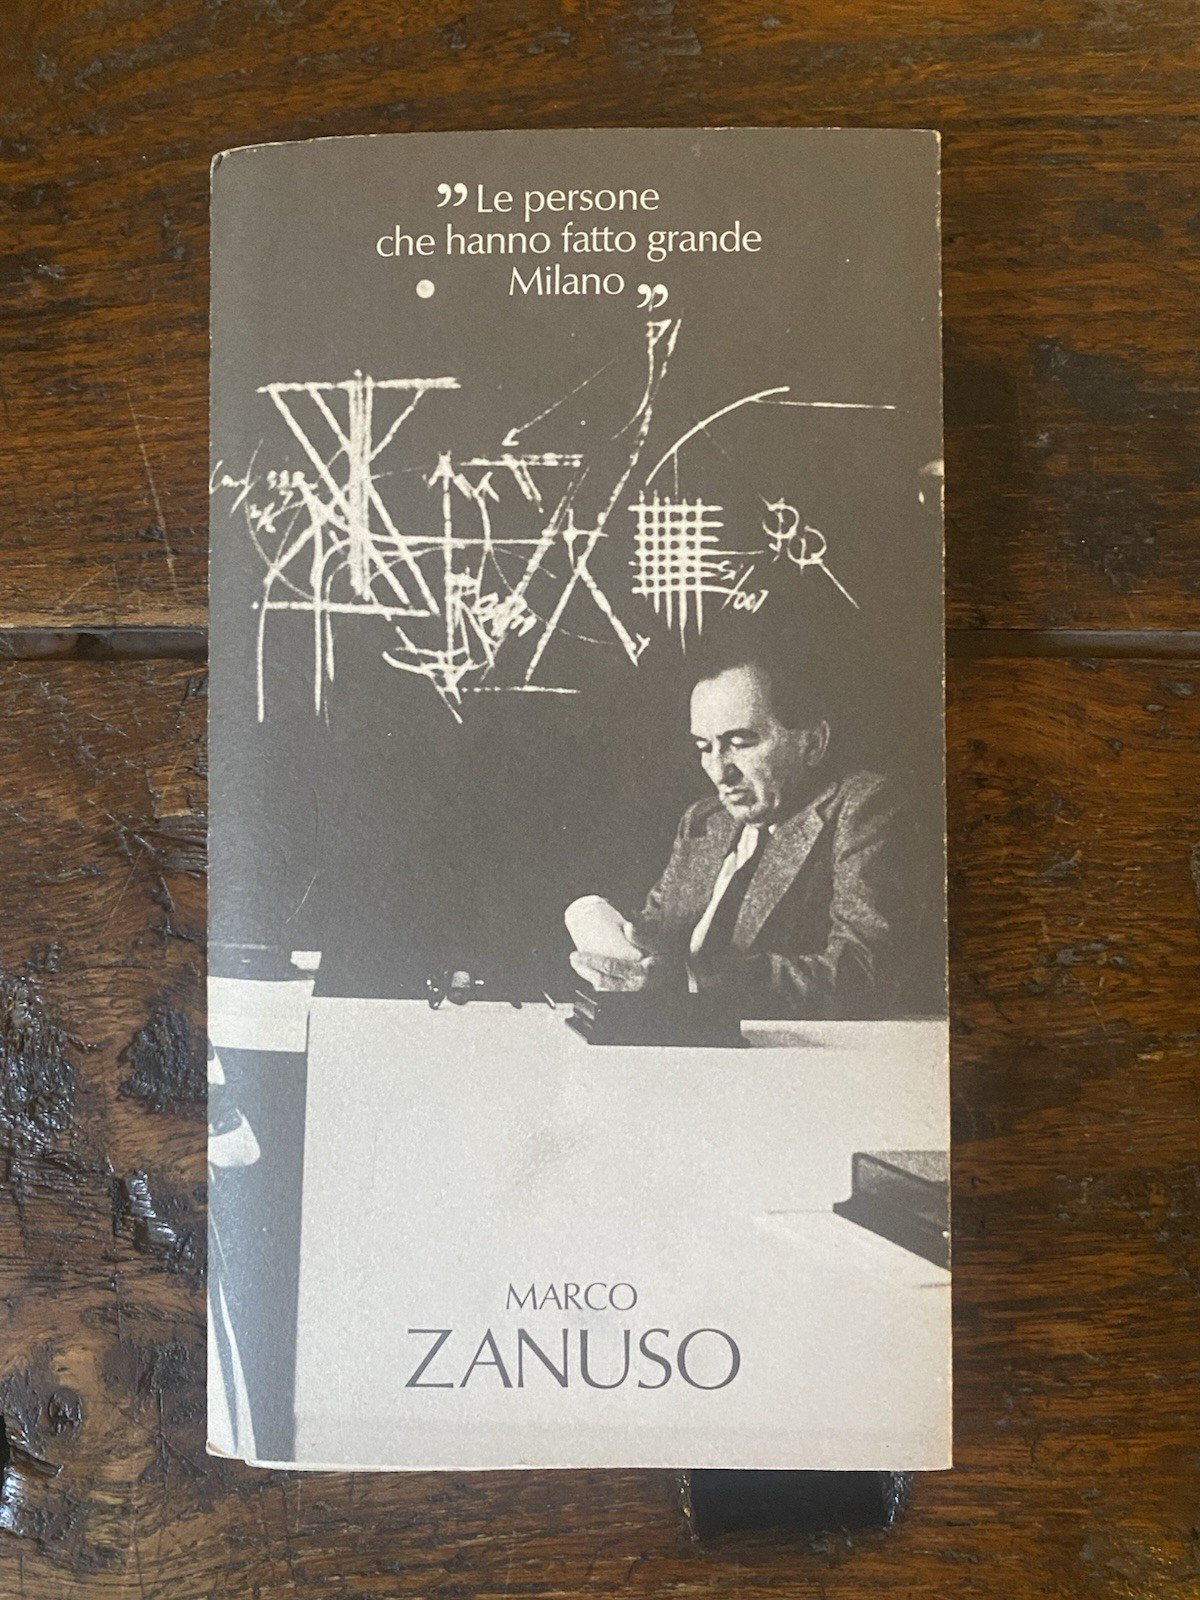 ” Le persone
che hanno fatto grande
Milano ”
MARCO
ZANUSO